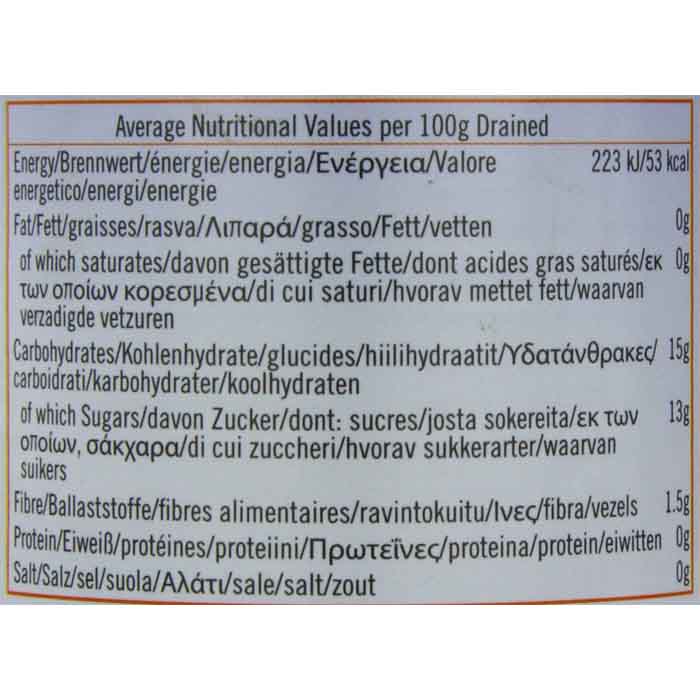 Average Nutritional Values per 100g Drained
Energy/Brennwert/énergie/energia/Ενέργεια/Valore 223 kJ/53 kcal
energetico/energi/energie
Fat/Fett/graisses/rasva/Λιπαρά/grasso/Fett/vetten 0g
of which saturates/davon gesättigte Fette/dont acides gras saturés/εκ 0g
των οποίων κορεσμένα/di cui saturi/hvorav mettet fett/waarvan
verzadigde vetzuren
Carbohydrates/Kohlenhydrate/glucides/hiilihydraatit/Υδατάνθρακες/ 15g
carboidrati/karbohydrater/koolhydraten
of which Sugars/davon Zucker/dont: sucres/josta sokereita/εκ των 13g
οποίων, σάκχαρα/di cui zuccheri/hvorav sukkerarter/waarvan
suikers
Fibre/Ballaststoffe/fibres alimentaires/ravintokuitu/Ινες/fibra/vezels 1.5g
Protein/Eiweiß/protéines/proteiini/Πρωτεΐνες/proteina/protein/eiwitten 0g
Salt/Salz/sel/suola/Αλάτι/sale/salt/zout 0g